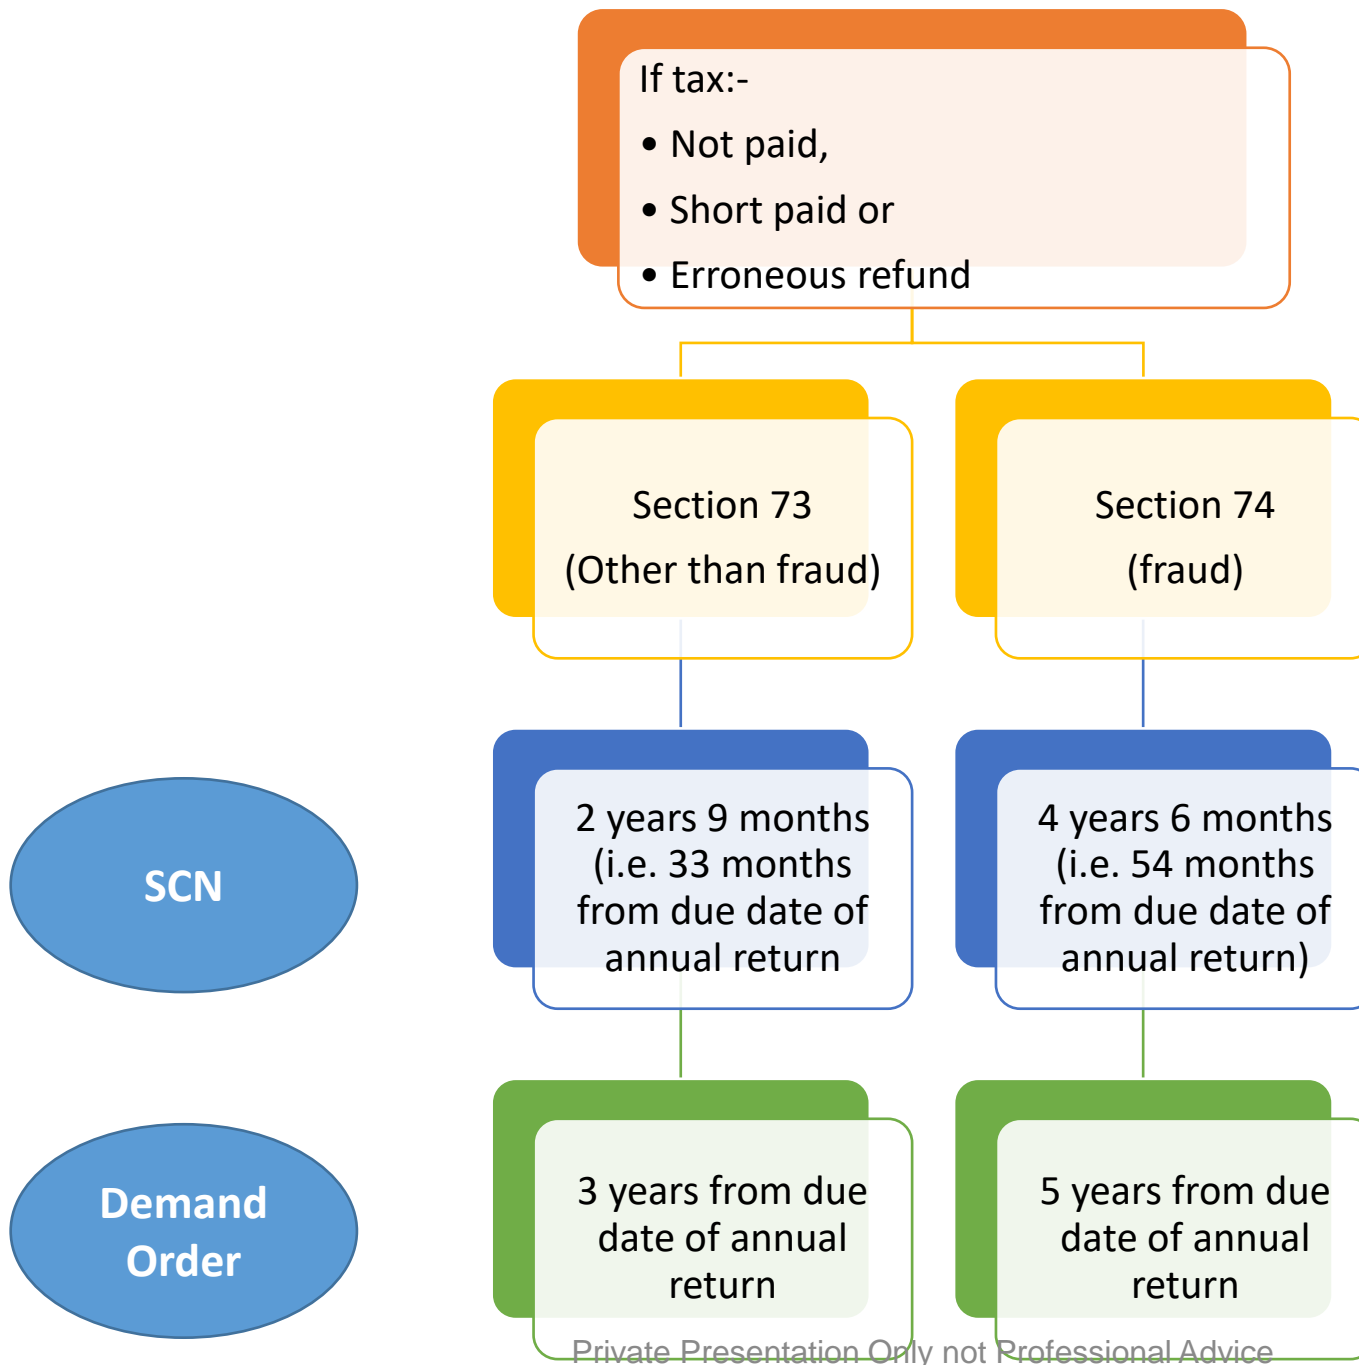 If tax:-
• Not paid,
• Short paid or
• Erroneous refund
Section 73
(Other than fraud)
Section 74
(fraud)
SCN
2 years 9 months
(i.e. 33 months
from due date of
annual return
4 years 6 months
(i.e. 54 months
from due date of
annual return)
Demand
Order
3 years from due
date of annual
return
5 years from due
date of annual
return
Private Presentation Only not Professional Advice